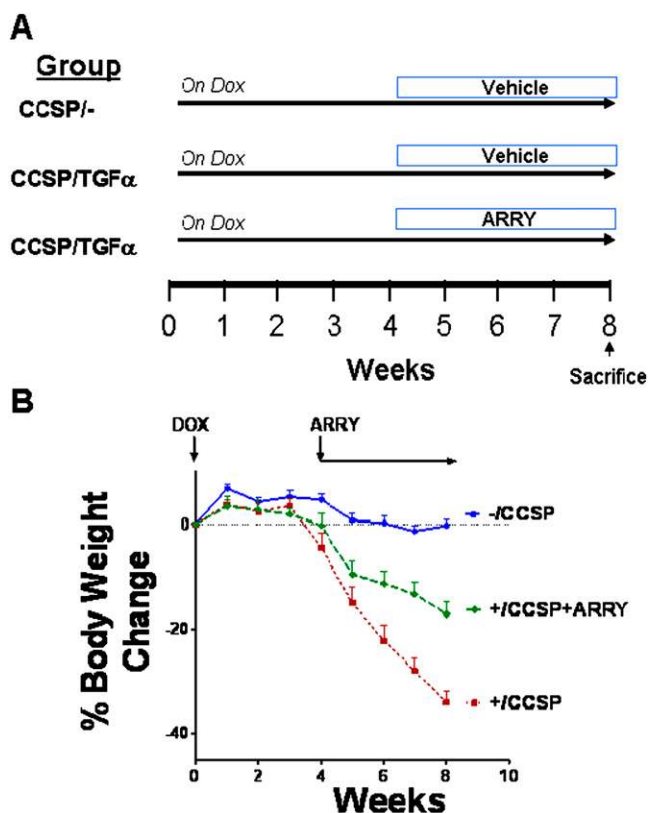 A
Group
On Dox
Vehicle
CCSP/-
On Dox
Vehicle
CCSP/TGFα
On Dox
ARRY
CCSP/TGFα
0 1 2 3 4 5 6 7 8
Weeks
Sacrifice
B
DOX
ARRY
% Body Weight
Change
0
-20
-40
-/CCSP
+/CCSP+ARRY
+/CCSP
0 2 4 6 8 10
Weeks